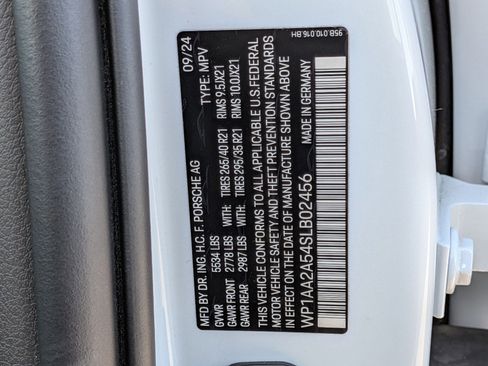 95B.010.016.BH
09/24
TYPE: MPV
MFD BY DR. ING. H.C. F. PORSCHE AG
GVWR 5534 LBS
GAWR FRONT 2778 LBS WITH: TIRES 265/40 R21 RIMS 9.5JX21
GAWR REAR 2987 LBS WITH: TIRES 295/35 R21 RIMS 10.0JX21
THIS VEHICLE CONFORMS TO ALL APPLICABLE U.S. FEDERAL
MOTOR VEHICLE SAFETY AND THEFT PREVENTION STANDARDS
IN EFFECT ON THE DATE OF MANUFACTURE SHOWN ABOVE
WP1AA2A54SLB02456 MADE IN GERMANY